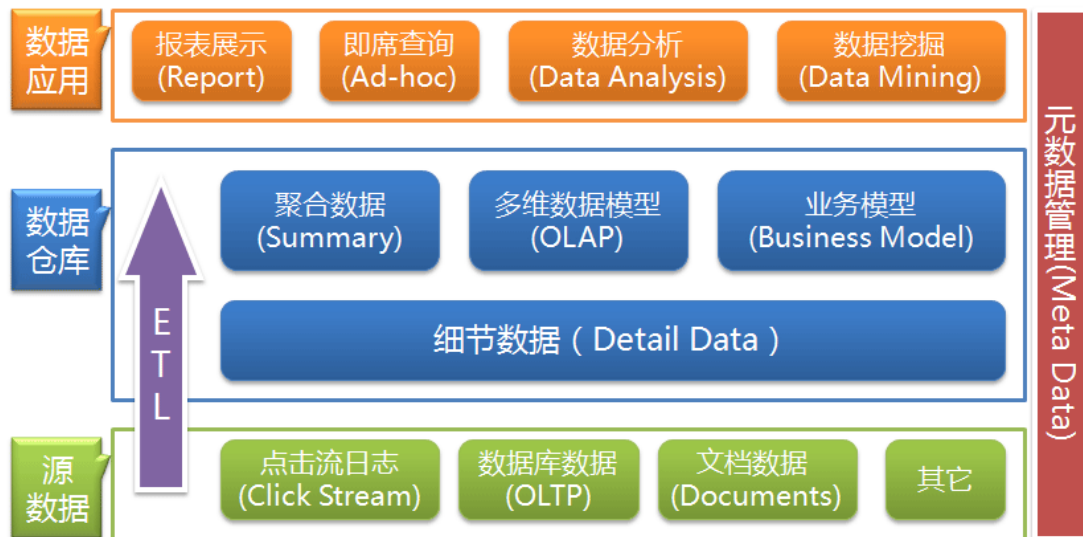 数据
应用
报表展示
(Report)
即席查询
(Ad-hoc)
数据分析
(Data Analysis)
数据挖掘
(Data Mining)
数据
仓库
ETL
聚合数据
(Summary)
多维数据模型
(OLAP)
业务模型
(Business Model)
细节数据（Detail Data）
源
数据
点击流日志
(Click Stream)
数据库数据
(OLTP)
文档数据
(Documents)
其它
元数据管理(Meta Data)